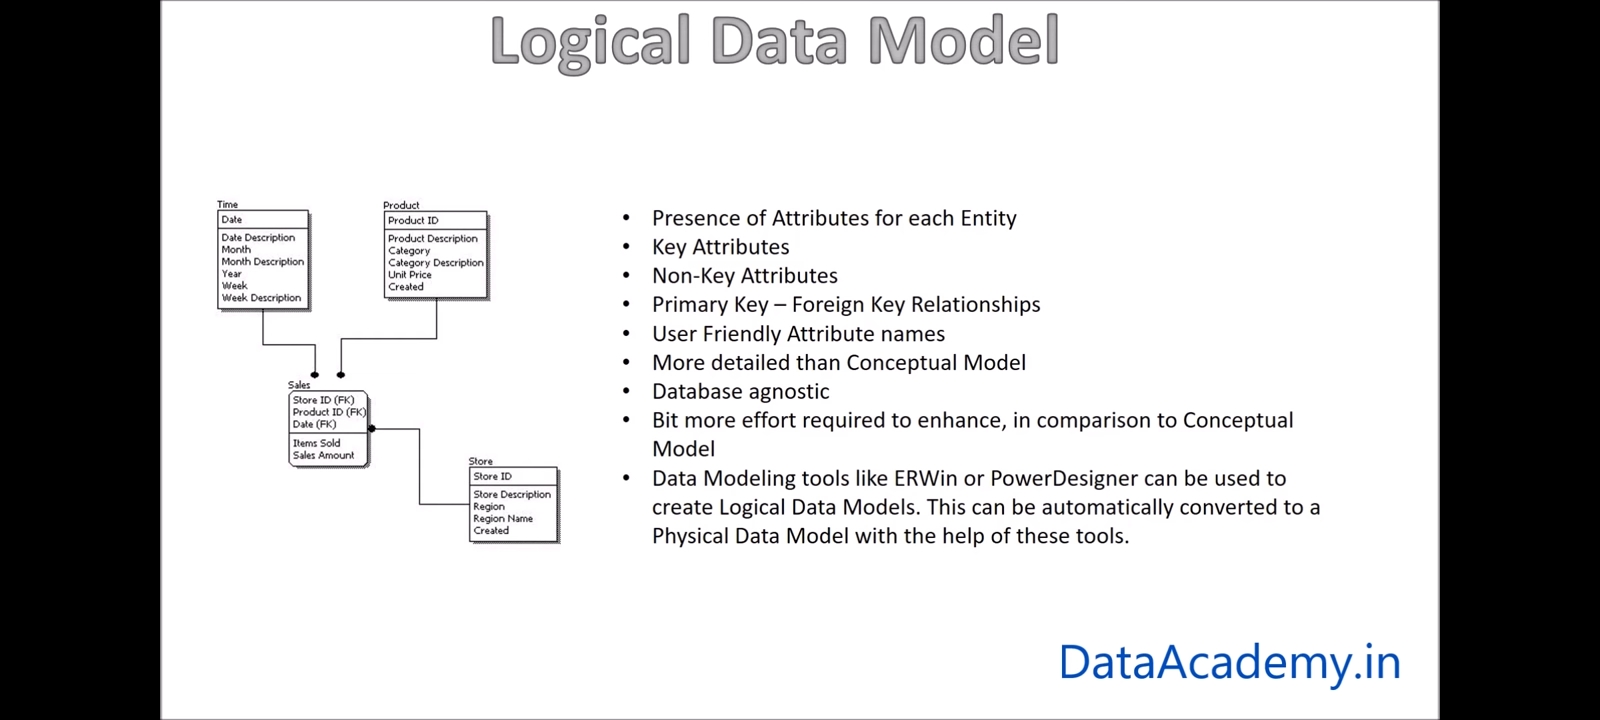 Logical Data Model
Time
Date
Date Description
Month
Month Description
Year
Week
Week Description
Product
Product ID
Product Description
Category
Category Description
Unit Price
Created
Sales
Store ID (FK)
Product ID (FK)
Date (FK)
Items Sold
Sales Amount
Store
Store ID
Store Description
Region
Region Name
Created
• Presence of Attributes for each Entity
• Key Attributes
• Non-Key Attributes
• Primary Key – Foreign Key Relationships
• User Friendly Attribute names
• More detailed than Conceptual Model
• Database agnostic
• Bit more effort required to enhance, in comparison to Conceptual
Model
• Data Modeling tools like ERWin or PowerDesigner can be used to
create Logical Data Models. This can be automatically converted to a
Physical Data Model with the help of these tools.
DataAcademy.in